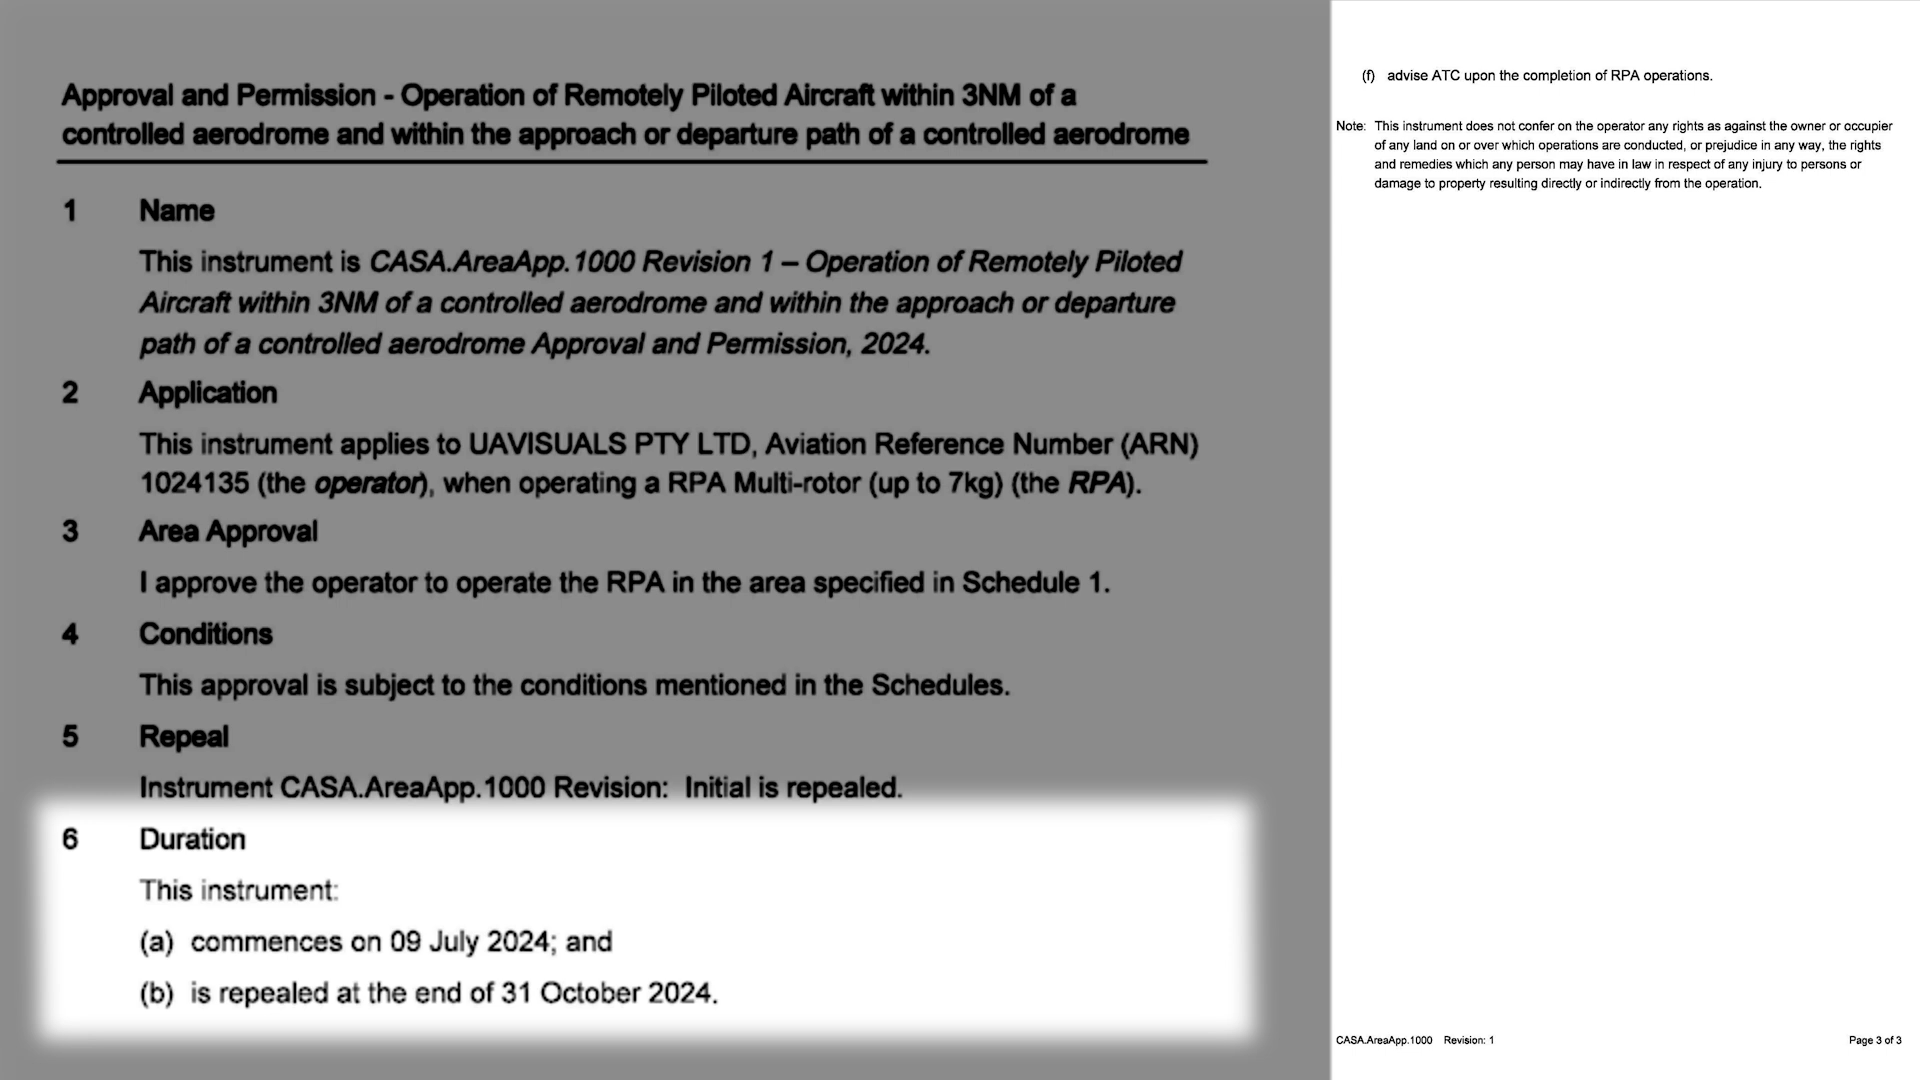 Approval and Permission - Operation of Remotely Piloted Aircraft within 3NM of a
controlled aerodrome and within the approach or departure path of a controlled aerodrome
1 Name
This instrument is CASA.AreaApp.1000 Revision 1 – Operation of Remotely Piloted
Aircraft within 3NM of a controlled aerodrome and within the approach or departure
path of a controlled aerodrome Approval and Permission, 2024.
2 Application
This instrument applies to UAVISUALS PTY LTD, Aviation Reference Number (ARN)
1024135 (the operator), when operating a RPA Multi-rotor (up to 7kg) (the RPA).
3 Area Approval
I approve the operator to operate the RPA in the area specified in Schedule 1.
4 Conditions
This approval is subject to the conditions mentioned in the Schedules.
5 Repeal
Instrument CASA.AreaApp.1000 Revision: Initial is repealed.
6 Duration
This instrument:
(a) commences on 09 July 2024; and
(b) is repealed at the end of 31 October 2024.
(f) advise ATC upon the completion of RPA operations.
Note: This instrument does not confer on the operator any rights as against the owner or occupier
of any land on or over which operations are conducted, or prejudice in any way, the rights
and remedies which any person may have in law in respect of any injury to persons or
damage to property resulting directly or indirectly from the operation.
CASA.AreaApp.1000 Revision: 1
Page 3 of 3